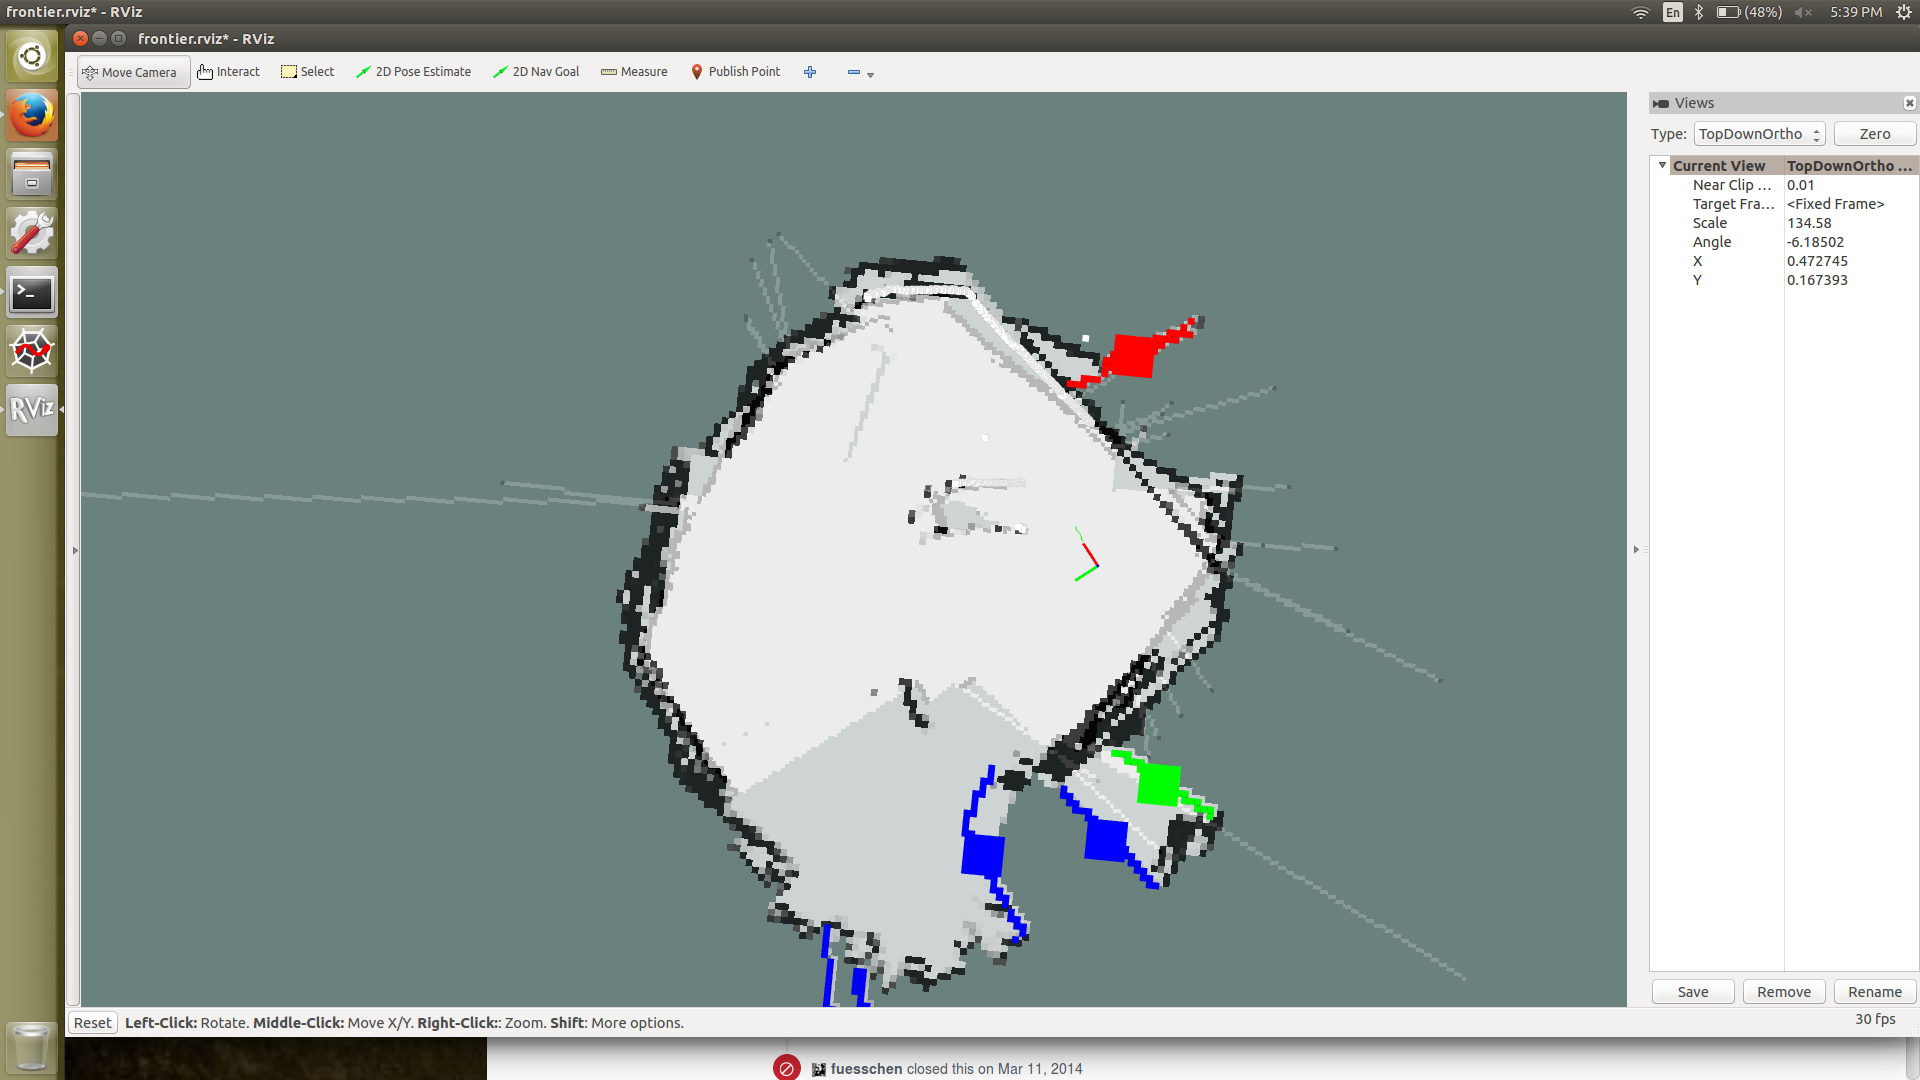 frontier.rviz* - RViz
En
(48%)
5:39 PM
frontier.rviz* - RViz
Move Camera
Interact
Select
2D Pose Estimate
2D Nav Goal
Measure
Publish Point
Views
Type: TopDownOrtho
Zero
Current View TopDownOrtho ...
Near Clip ... 0.01
Target Fra... <Fixed Frame>
Scale 134.58
Angle -6.18502
X 0.472745
Y 0.167393
RViz
Save
Remove
Rename
Reset
Left-Click: Rotate. Middle-Click: Move X/Y. Right-Click:: Zoom. Shift: More options.
30 fps
fuesschen closed this on Mar 11, 2014